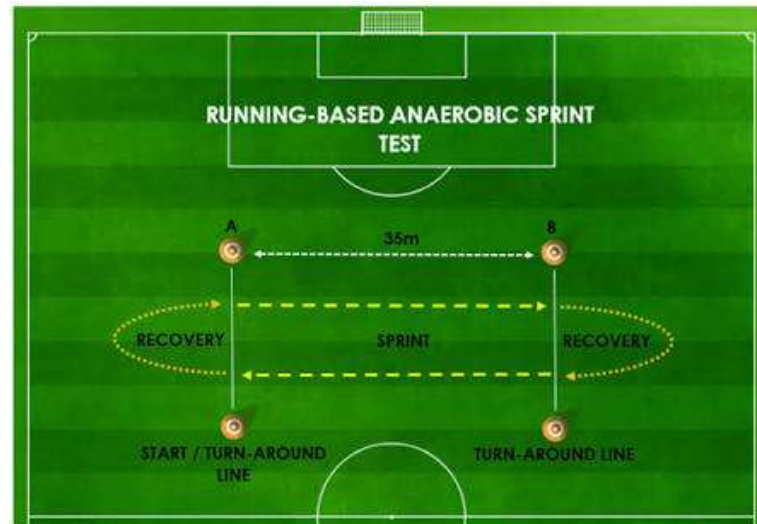 RUNNING-BASED ANAEROBIC SPRINT
TEST
A
B
35m
RECOVERY
SPRINT
RECOVERY
START / TURN-AROUND
LINE
TURN-AROUND LINE